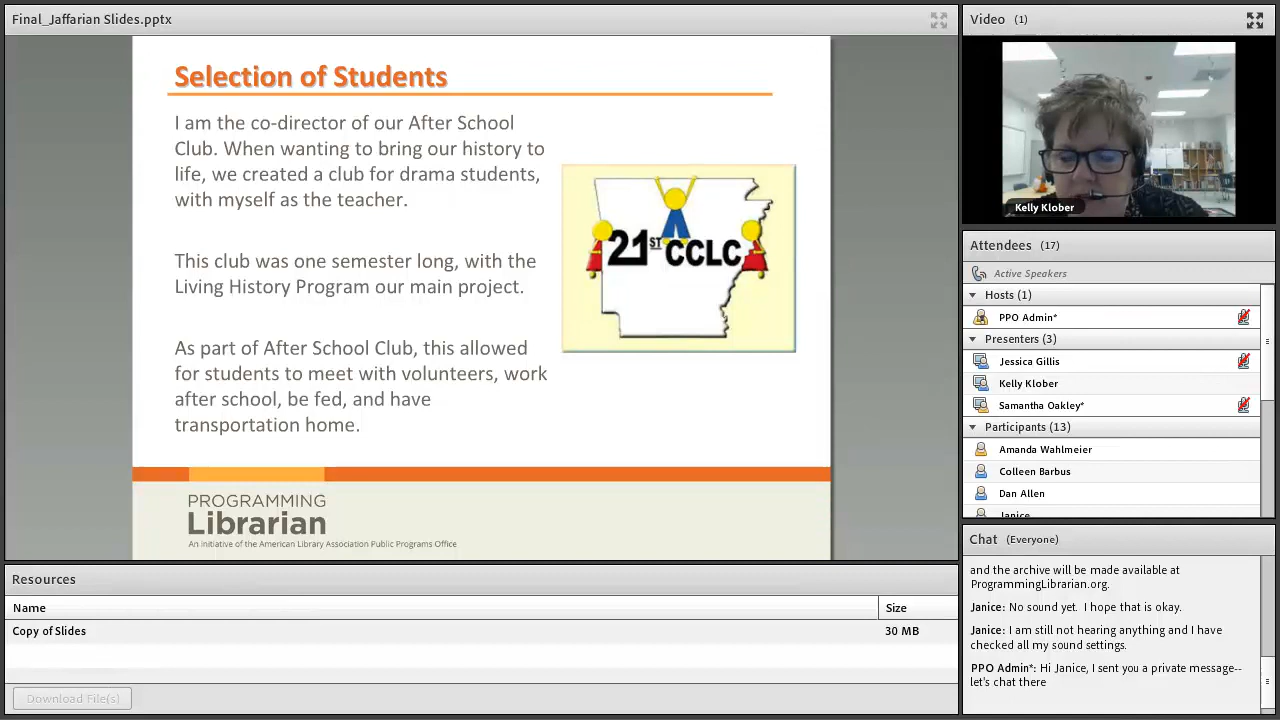 Final_Jaffarian Slides.pptx
Selection of Students
I am the co-director of our After School
Club. When wanting to bring our history to
life, we created a club for drama students,
with myself as the teacher.
This club was one semester long, with the
Living History Program our main project.
As part of After School Club, this allowed
for students to meet with volunteers, work
after school, be fed, and have
transportation home.
21ST CCLC
PROGRAMMING
Librarian
An initiative of the American Library Association Public Programs Office
Resources
Name Size
Copy of Slides 30 MB
Download File(s)
Video (1)
Kelly Klober
Attendees (17)
Active Speakers
Hosts (1)
PPO Admin*
Presenters (3)
Jessica Gillis
Kelly Klober
Samantha Oakley*
Participants (13)
Amanda Wahlmeier
Colleen Barbus
Dan Allen
Janice
Chat (Everyone)
and the archive will be made available at
ProgrammingLibrarian.org.
Janice: No sound yet. I hope that is okay.
Janice: I am still not hearing anything and I have
checked all my sound settings.
PPO Admin*: Hi Janice, I sent you a private message--
let's chat there